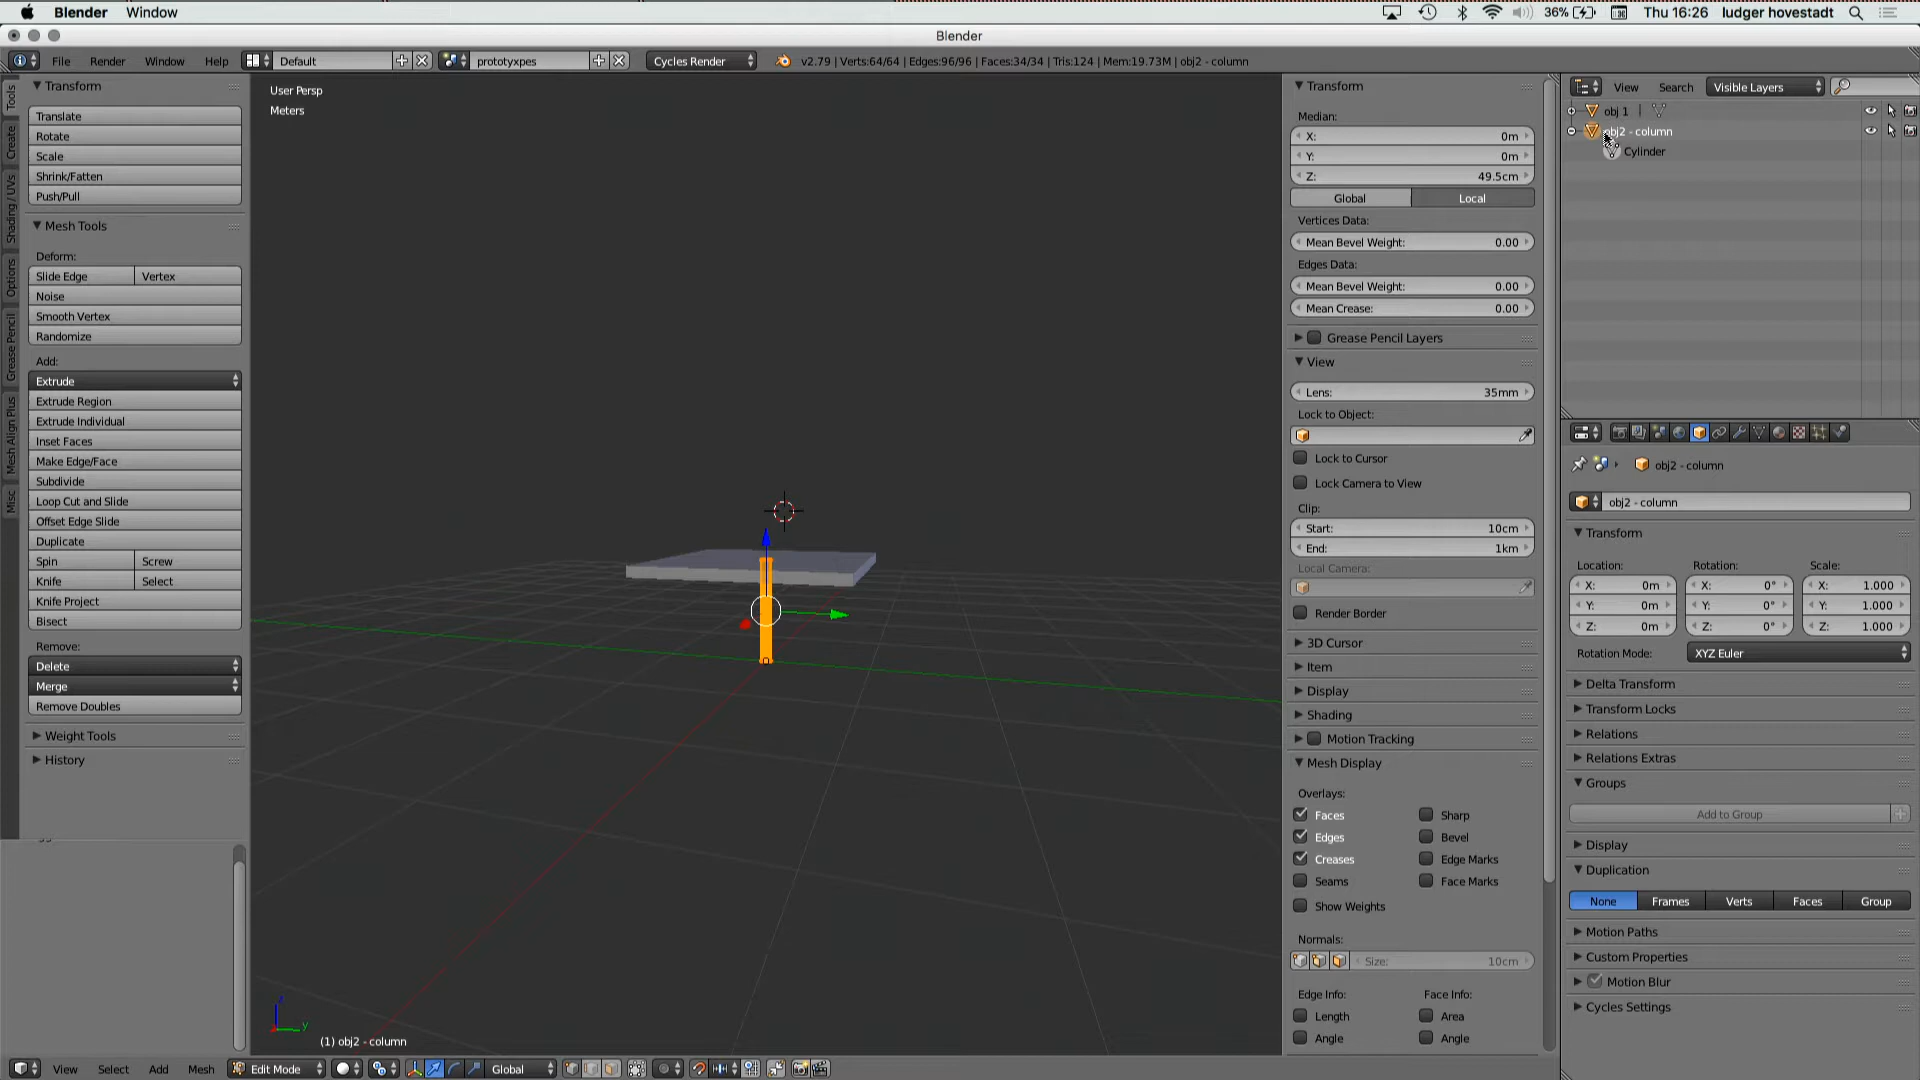 Blender Window 36% Thu 16:26 ludger hovestadt
Blender
File Render Window Help Default prototyxpes Cycles Render v2.79 | Verts:64/64 | Edges:96/96 | Faces:34/34 | Tris:124 | Mem:19.73M | obj2 - column
Tools
Create
Shading / UVs
Options
Grease Pencil
Mesh Align Plus
Misc
Transform
Translate
Rotate
Scale
Shrink/Fatten
Push/Pull
Mesh Tools
Deform:
Slide Edge Vertex
Noise
Smooth Vertex
Randomize
Add:
Extrude
Extrude Region
Extrude Individual
Inset Faces
Make Edge/Face
Subdivide
Loop Cut and Slide
Offset Edge Slide
Duplicate
Spin Screw
Knife Select
Knife Project
Bisect
Remove:
Delete
Merge
Remove Doubles
Weight Tools
History
User Persp
Meters
z
y
(1) obj2 - column
View Select Add Mesh Edit Mode Global
Transform
Median:
X: 0m
Y: 0m
Z: 49.5cm
Global Local
Vertices Data:
Mean Bevel Weight: 0.00
Edges Data:
Mean Bevel Weight: 0.00
Mean Crease: 0.00
Grease Pencil Layers
View
Lens: 35mm
Lock to Object:
Lock to Cursor
Lock Camera to View
Clip:
Start: 10cm
End: 1km
Local Camera:
Render Border
3D Cursor
Item
Display
Shading
Motion Tracking
Mesh Display
Overlays:
Faces Sharp
Edges Bevel
Creases Edge Marks
Seams Face Marks
Show Weights
Normals:
Size: 10cm
Edge Info: Face Info:
Length Area
Angle Angle
View Search Visible Layers
obj 1
obj2 - column
Cylinder
obj2 - column
obj2 - column
Transform
Location: Rotation: Scale:
X: 0m X: 0° X: 1.000
Y: 0m Y: 0° Y: 1.000
Z: 0m Z: 0° Z: 1.000
Rotation Mode: XYZ Euler
Delta Transform
Transform Locks
Relations
Relations Extras
Groups
Add to Group
Display
Duplication
None Frames Verts Faces Group
Motion Paths
Custom Properties
Motion Blur
Cycles Settings